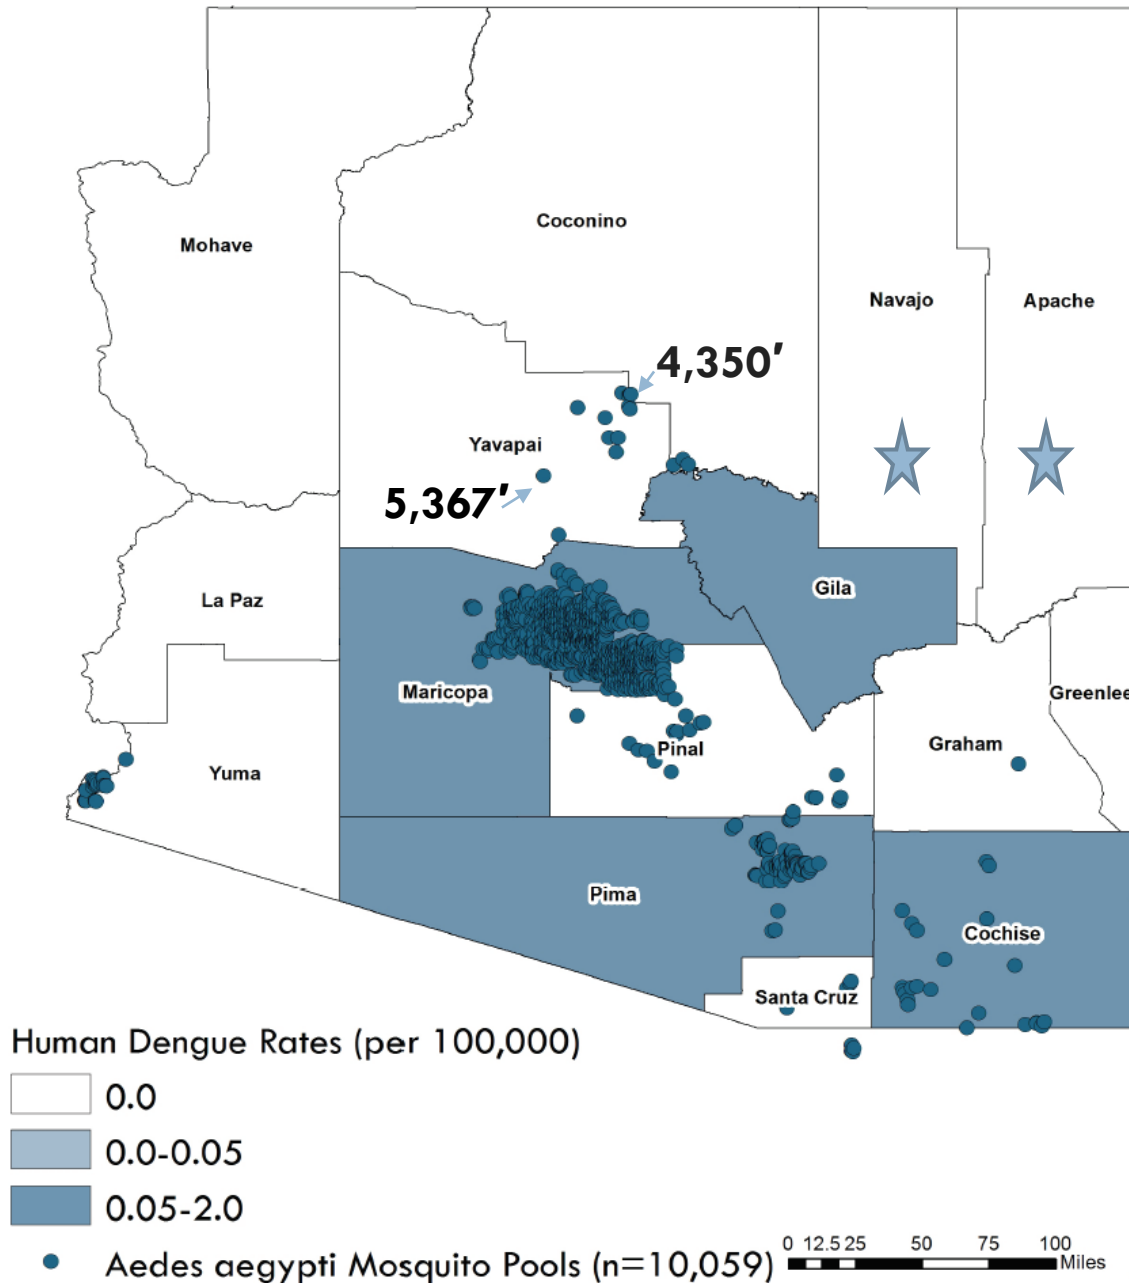 Coconino
Mohave
Navajo
Apache
4,350'
Yavapai
5,367'
Gila
La Paz
Maricopa
Greenlee
Graham
Pinal
Yuma
Pima
Cochise
Santa Cruz
Human Dengue Rates (per 100,000)
0.0
0.0-0.05
0.05-2.0
Aedes aegypti Mosquito Pools (n=10,059)
0 12.5 25 50 75 100
Miles